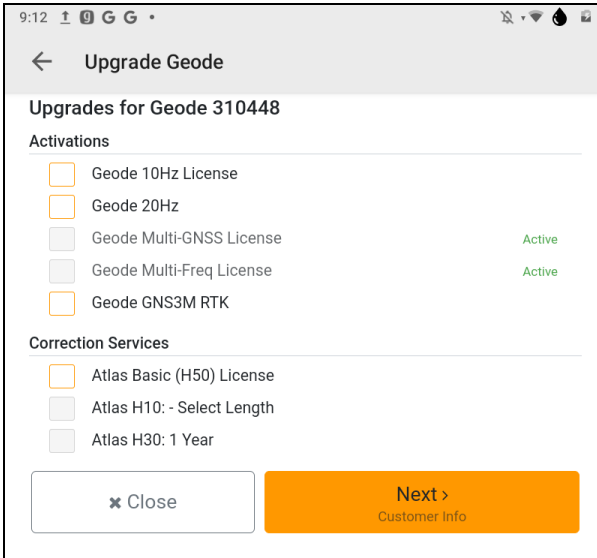 9:12 g G G
Upgrade Geode
Upgrades for Geode 310448
Activations
Geode 10Hz License
Geode 20Hz
Geode Multi-GNSS License Active
Geode Multi-Freq License Active
Geode GNS3M RTK
Correction Services
Atlas Basic (H50) License
Atlas H10: - Select Length
Atlas H30: 1 Year
✖ Close
Next ›
Customer Info